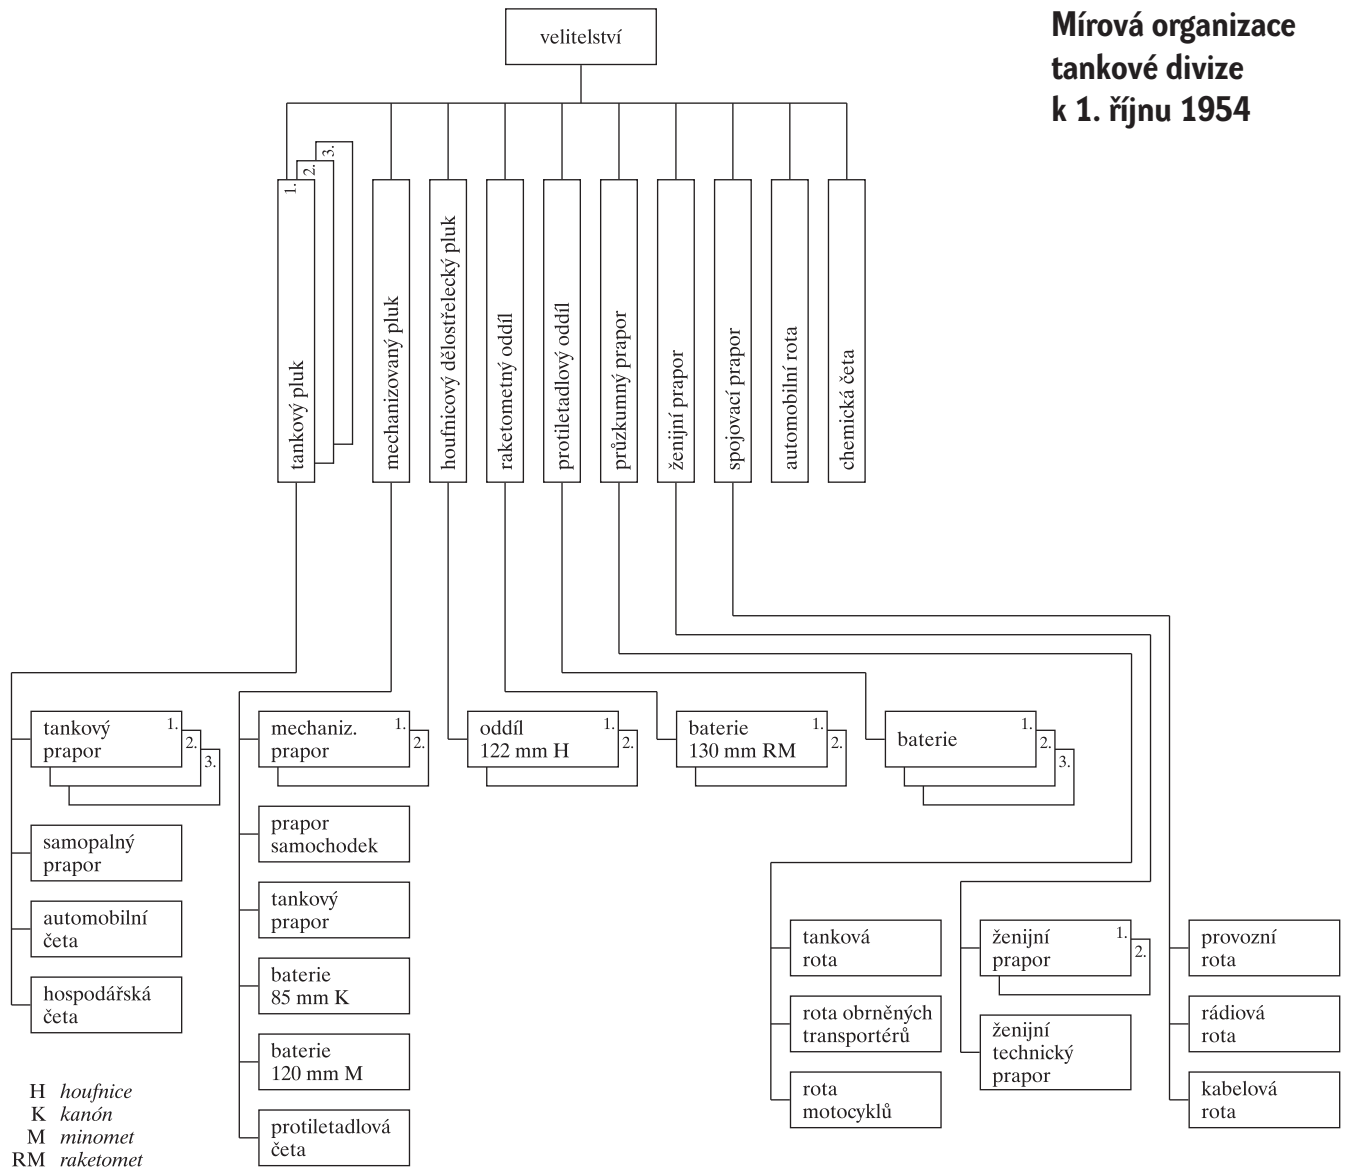 Mírová organizace
tankové divize
k 1. říjnu 1954
velitelství
1.
2.
3.
tankový pluk
mechanizovaný pluk
houfnicový dělostřelecký pluk
raketometný oddíl
protiletadlový oddíl
průzkumný prapor
ženijní prapor
spojovací prapor
automobilní rota
chemická četa
tankový
prapor
1.
2.
3.
samopalný
prapor
automobilní
četa
hospodářská
četa
mechaniz.
prapor
1.
2.
prapor
samochodek
tankový
prapor
baterie
85 mm K
baterie
120 mm M
protiletadlová
četa
oddíl
122 mm H
1.
2.
baterie
130 mm RM
1.
2.
baterie
1.
2.
3.
tanková
rota
rota obrněných
transportérů
rota
motocyklů
ženijní
prapor
1.
2.
ženijní
technický
prapor
provozní
rota
rádiová
rota
kabelová
rota
H houfnice
K kanón
M minomet
RM raketomet